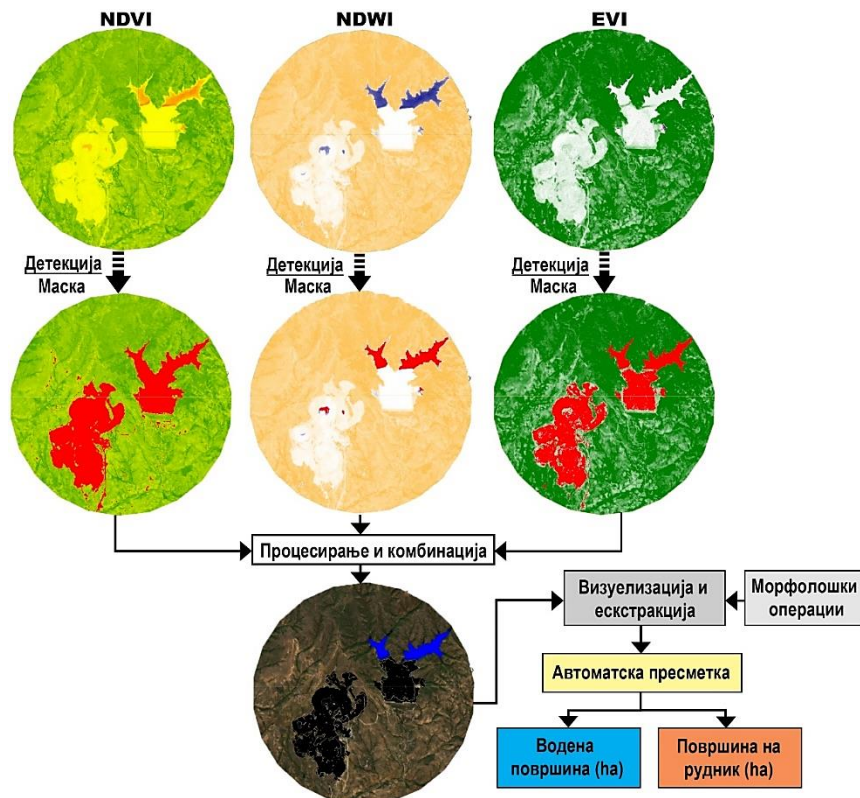 NDVI
NDWI
EVI
Детекција
Маска
Детекција
Маска
Детекција
Маска
Процесирање и комбинација
Визуелизација и
ескстракција
Морфолошки
операции
Автоматска пресметка
Водена
површина (ha)
Површина на
рудник (ha)